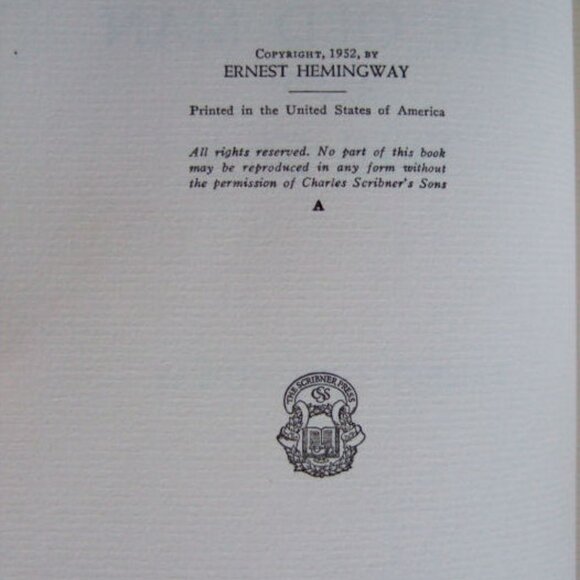 COPYRIGHT, 1952, BY
ERNEST HEMINGWAY
Printed in the United States of America
All rights reserved. No part of this book
may be reproduced in any form without
the permission of Charles Scribner's Sons
A
THE SCRIBNER PRESS
CSS